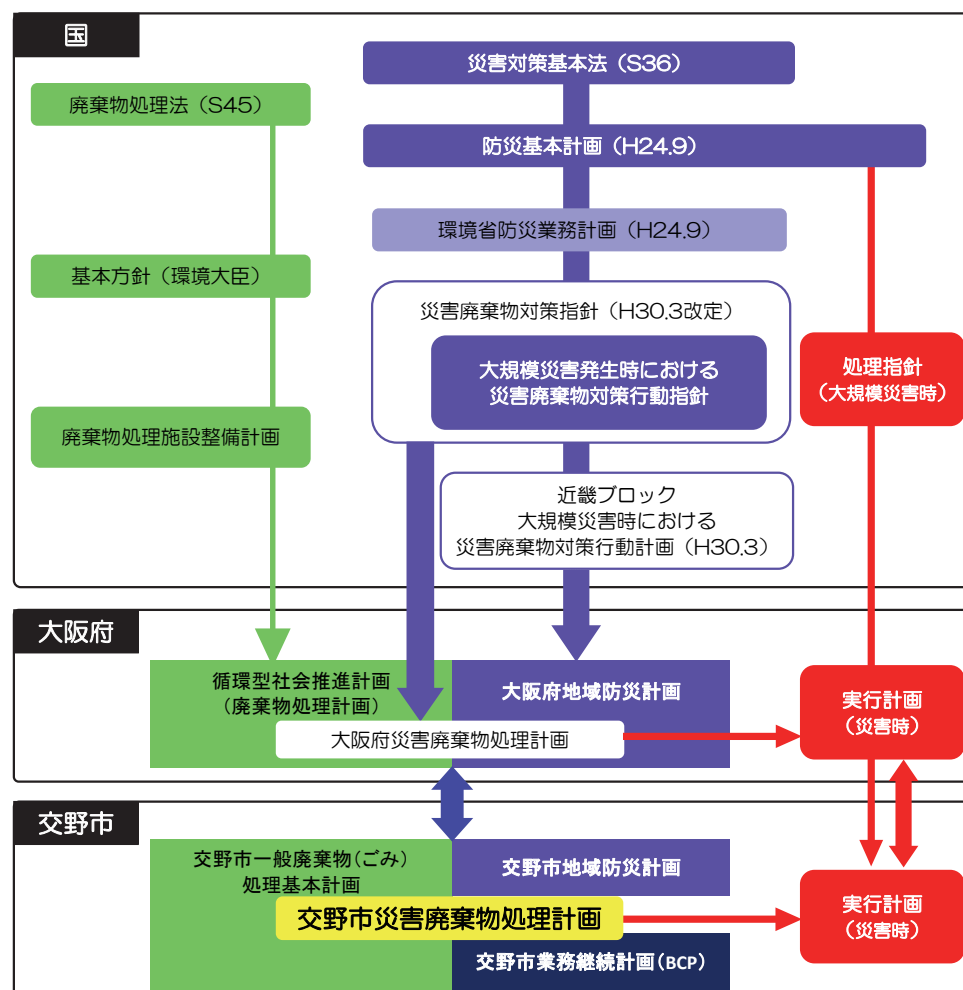 国
災害対策基本法（S36）
廃棄物処理法（S45）
防災基本計画（H24.9）
環境省防災業務計画（H24.9）
基本方針（環境大臣）
災害廃棄物対策指針（H30.3改定）
大規模災害発生時における
災害廃棄物対策行動指針
処理指針
（大規模災害時）
廃棄物処理施設整備計画
近畿ブロック
大規模災害時における
災害廃棄物対策行動計画（H30.3）
大阪府
循環型社会推進計画
(廃棄物処理計画)
大阪府地域防災計画
大阪府災害廃棄物処理計画
実行計画
（災害時）
交野市
交野市一般廃棄物(ごみ)
処理基本計画
交野市地域防災計画
交野市災害廃棄物処理計画
実行計画
（災害時）
交野市業務継続計画(BCP)